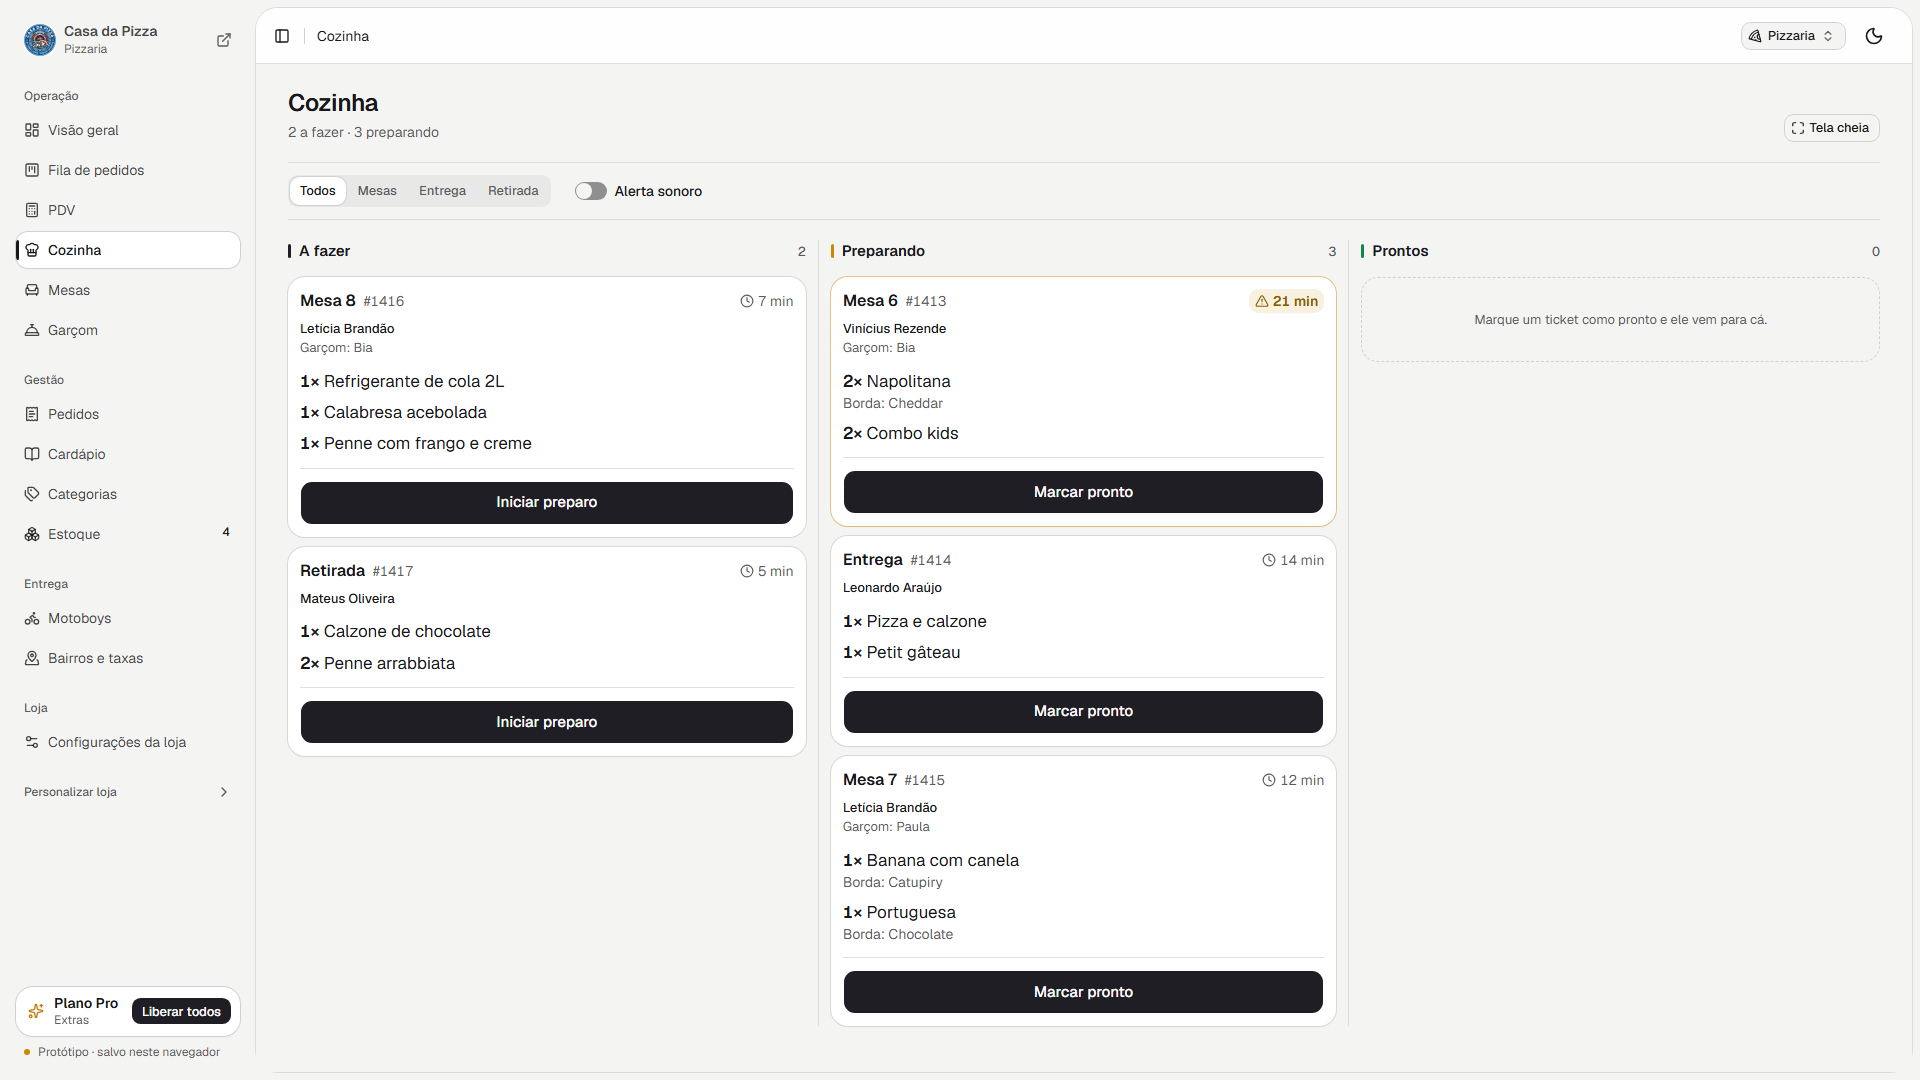 Casa da Pizza
Pizzaria
Operação
Visão geral
Fila de pedidos
PDV
Cozinha
Mesas
Garçom
Gestão
Pedidos
Cardápio
Categorias
Estoque 4
Entrega
Motoboys
Bairros e taxas
Loja
Configurações da loja
Personalizar loja
Plano Pro
Extras
Liberar todos
Protótipo · salvo neste navegador
Cozinha
Pizzaria
Cozinha
2 a fazer · 3 preparando
Tela cheia
Todos Mesas Entrega Retirada Alerta sonoro
A fazer 2
Mesa 8 #1416 7 min
Letícia Brandão
Garçom: Bia
1× Refrigerante de cola 2L
1× Calabresa acebolada
1× Penne com frango e creme
Iniciar preparo
Retirada #1417 5 min
Mateus Oliveira
1× Calzone de chocolate
2× Penne arrabbiata
Iniciar preparo
Preparando 3
Mesa 6 #1413 21 min
Vinícius Rezende
Garçom: Bia
2× Napolitana
Borda: Cheddar
2× Combo kids
Marcar pronto
Entrega #1414 14 min
Leonardo Araújo
1× Pizza e calzone
1× Petit gâteau
Marcar pronto
Mesa 7 #1415 12 min
Letícia Brandão
Garçom: Paula
1× Banana com canela
Borda: Catupiry
1× Portuguesa
Borda: Chocolate
Marcar pronto
Prontos 0
Marque um ticket como pronto e ele vem para cá.